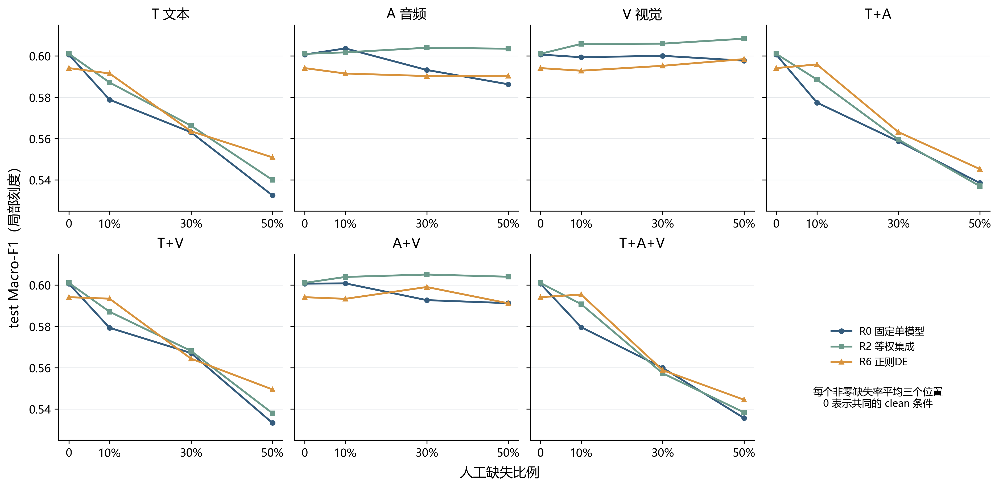 T 文本
A 音频
V 视觉
T+A
0.60
0.58
0.56
0.54
0 10% 30% 50%
0 10% 30% 50%
0 10% 30% 50%
0 10% 30% 50%
test Macro-F1（局部刻度）
T+V
A+V
T+A+V
0.60
0.58
0.56
0.54
0 10% 30% 50%
0 10% 30% 50%
0 10% 30% 50%
R0 固定单模型
R2 等权集成
R6 正则DE
每个非零缺失率平均三个位置
0 表示共同的 clean 条件
人工缺失比例